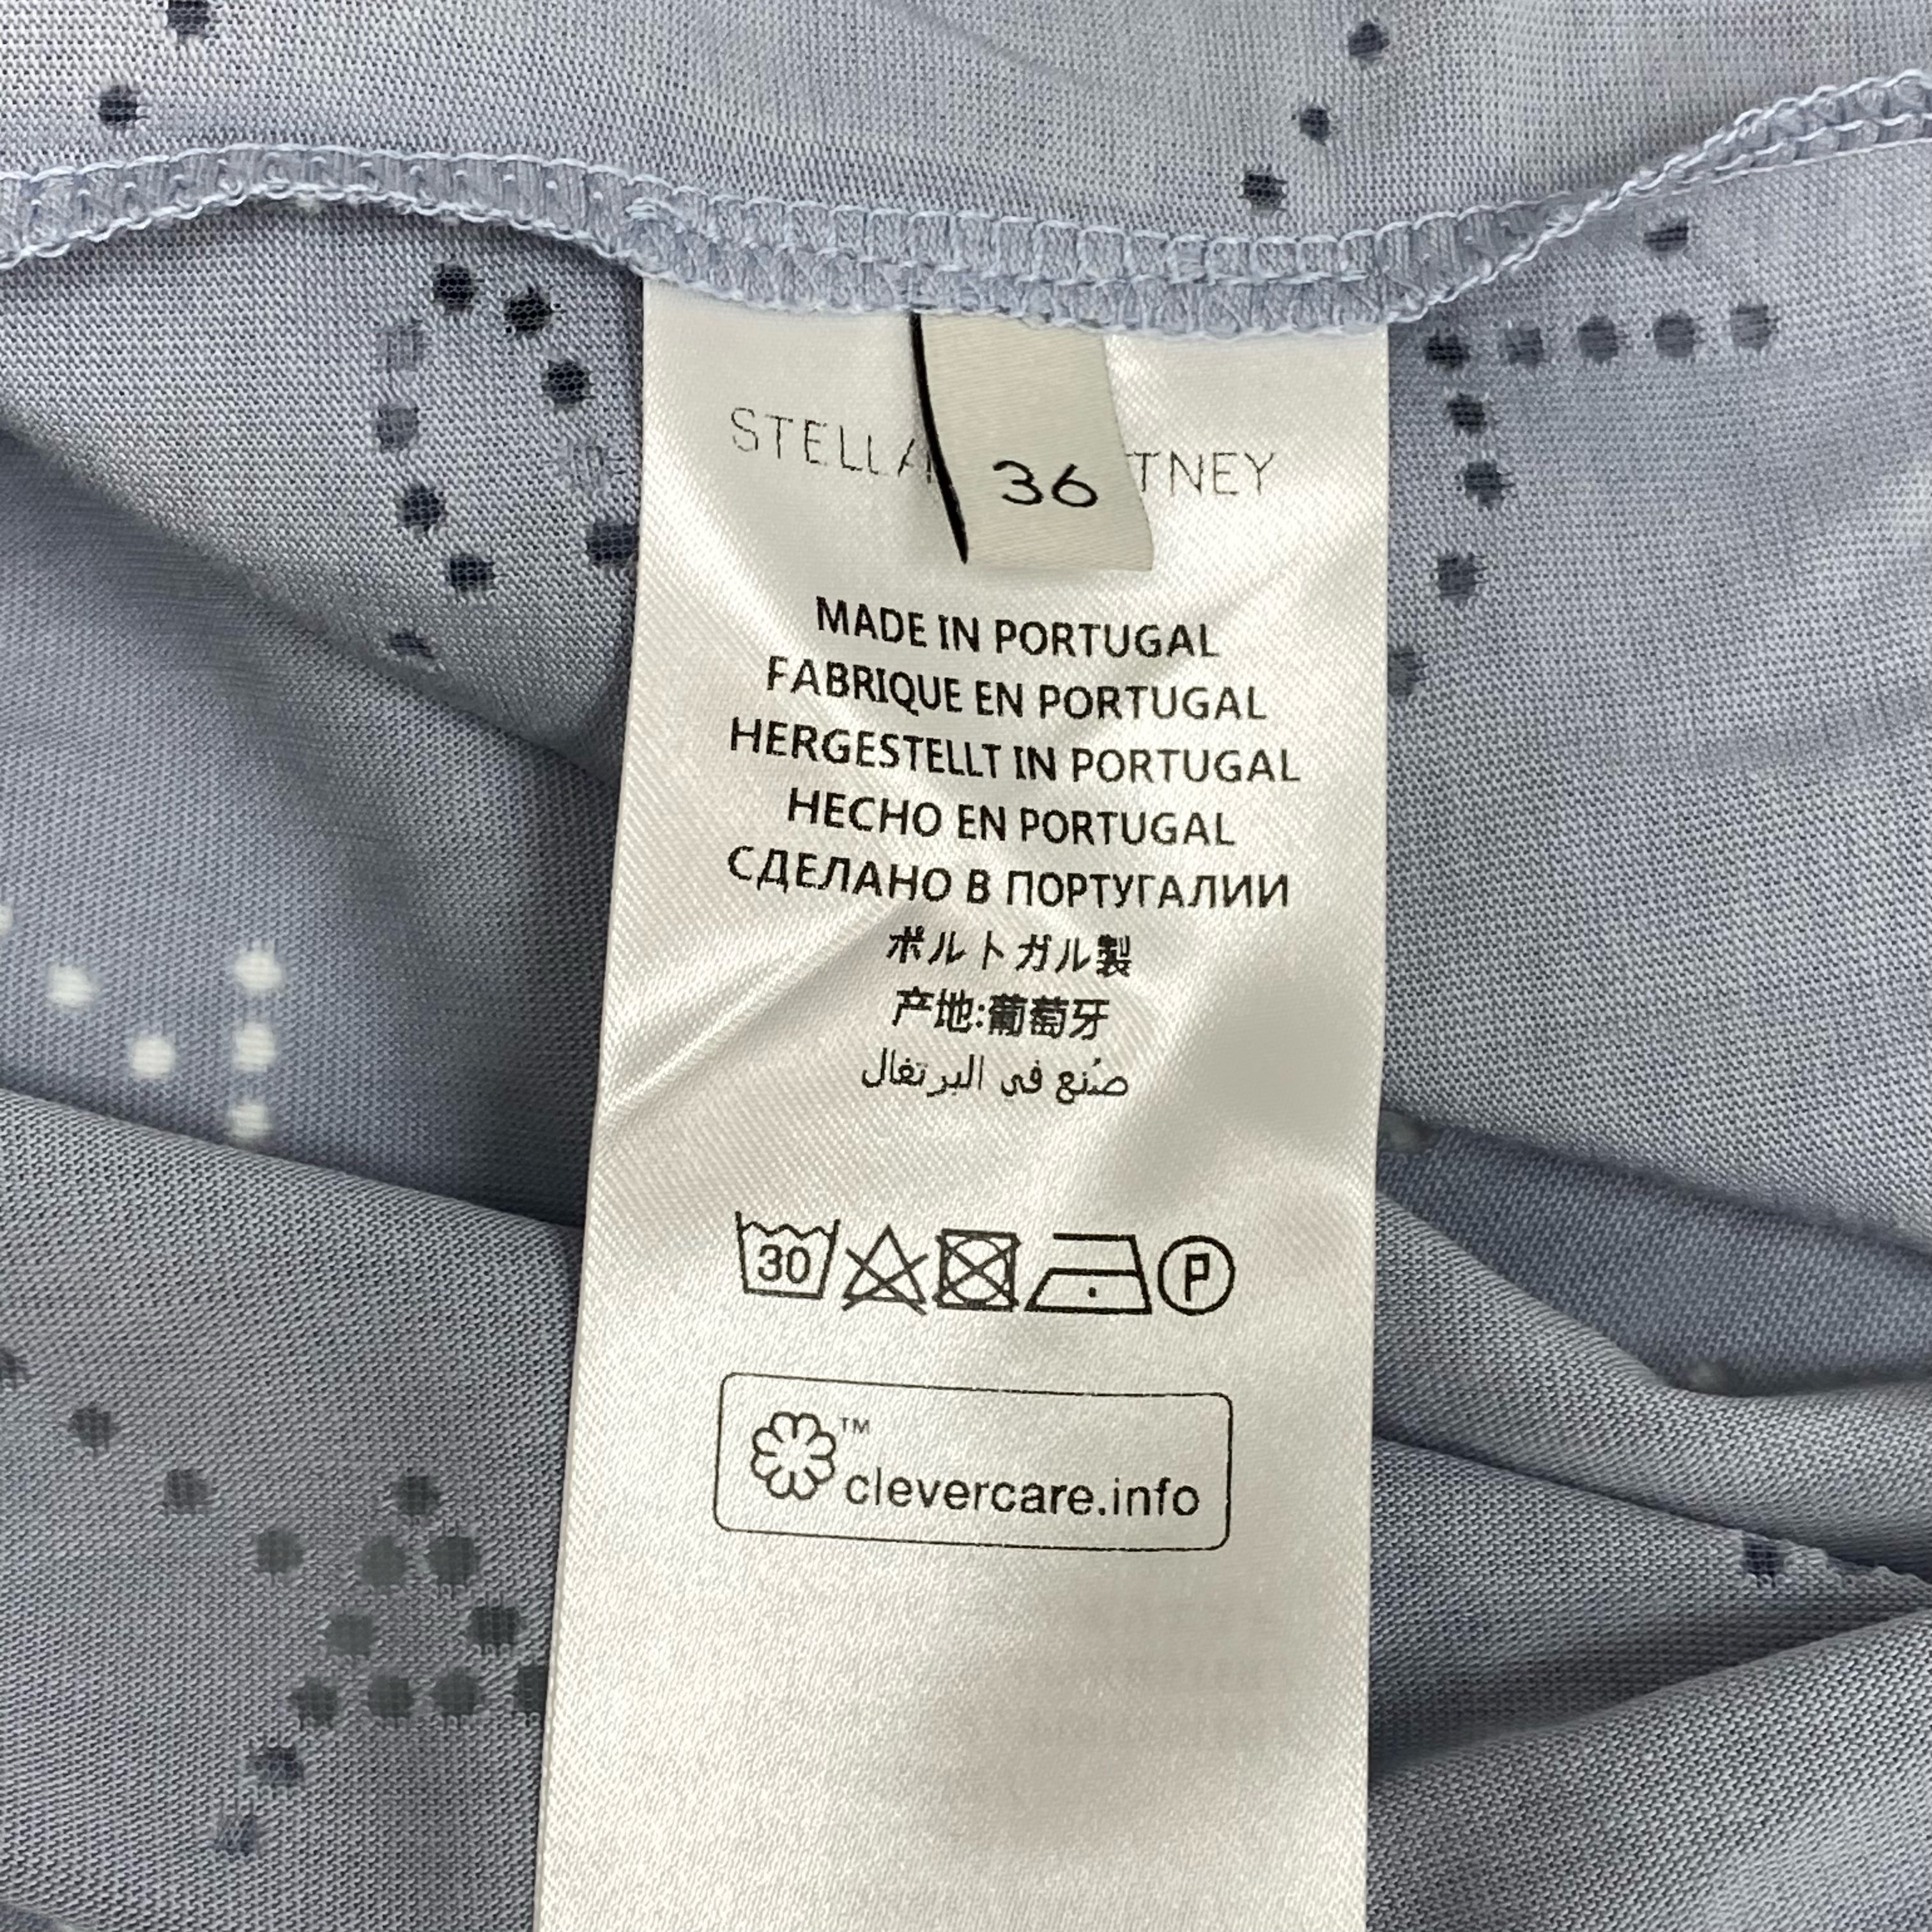 STELLA
36
TNEY
MADE IN PORTUGAL
FABRIQUE EN PORTUGAL
HERGESTELLT IN PORTUGAL
HECHO EN PORTUGAL
СДЕЛАНО В ПОРТУГАЛИИ
ポルトガル製
产地:葡萄牙
صُنع في البرتغال
30
P
™
clevercare.info